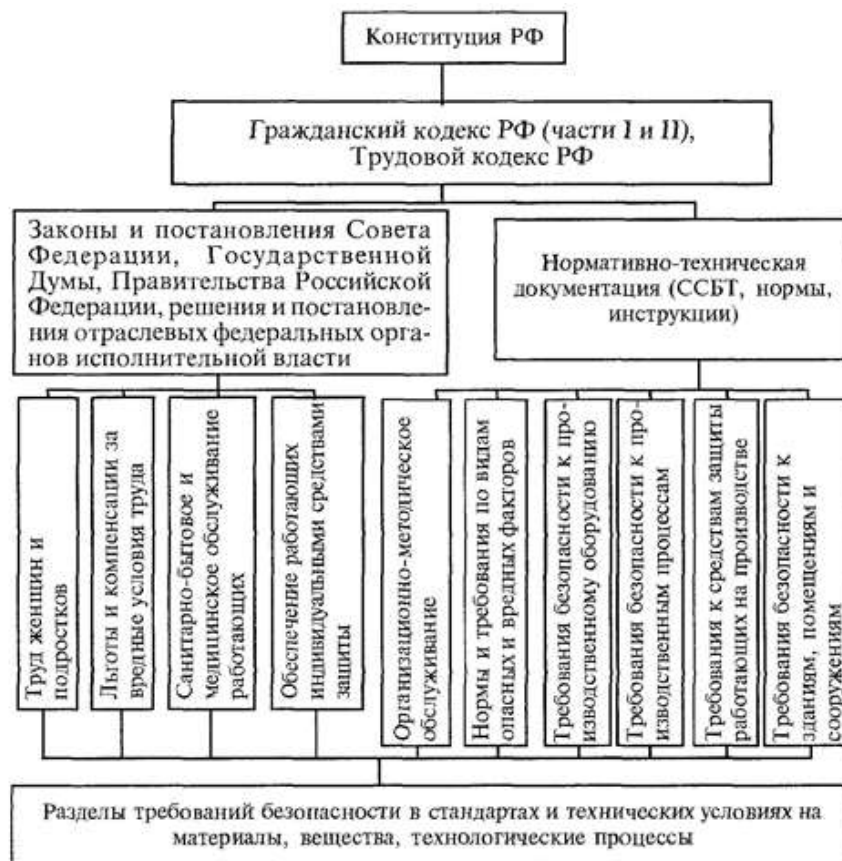 Конституция РФ
Гражданский кодекс РФ (части I и II),
Трудовой кодекс РФ
Законы и постановления Совета
Федерации, Государственной
Думы, Правительства Российской
Федерации, решения и постановле-
ния отраслевых федеральных орга-
нов исполнительной власти
Нормативно-техническая
документация (ССБТ, нормы,
инструкции)
Труд женщин и
подростков
Льготы и компенсации за
вредные условия труда
Санитарно-бытовое и
медицинское обслуживание
работающих
Обеспечение работающих
индивидуальными средствами
защиты
Организационно-методическое
обслуживание
Нормы и требования по видам
опасных и вредных факторов
Требования безопасности к про-
изводственному оборудованию
Требования безопасности к про-
изводственным процессам
Требования к средствам защиты
работающих на производстве
Требования безопасности к
зданиям, помещениям и
сооружениям
Разделы требований безопасности в стандартах и технических условиях на
материалы, вещества, технологические процессы